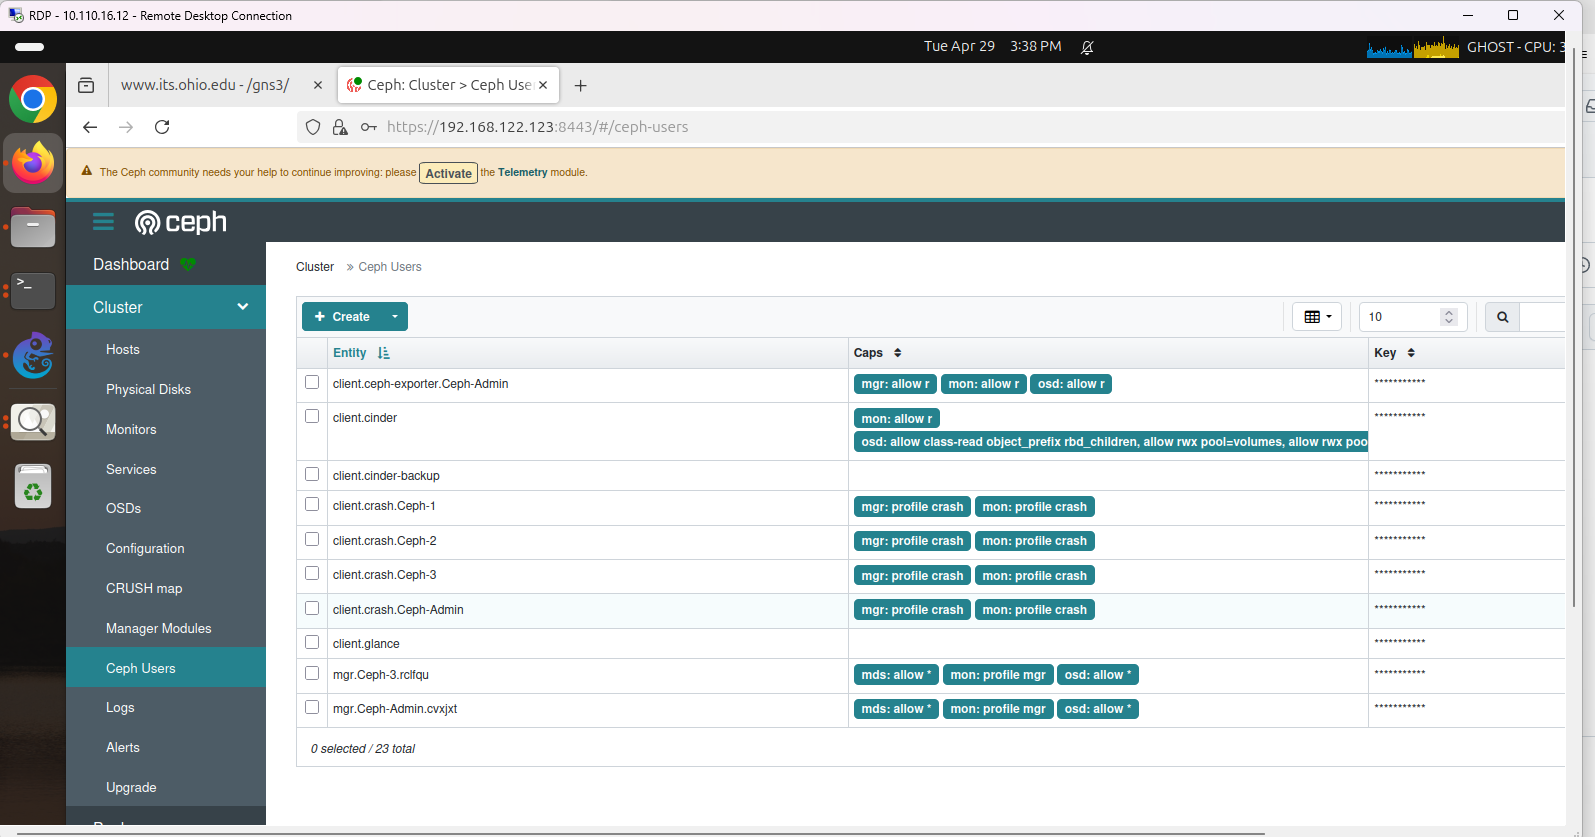 RDP - 10.110.16.12 - Remote Desktop Connection
Tue Apr 29 3:38 PM
GHOST - CPU: 3
www.its.ohio.edu - /gns3/
Ceph: Cluster > Ceph Use
https://192.168.122.123:8443/#/ceph-users
The Ceph community needs your help to continue improving: please Activate the Telemetry module.
ceph
Dashboard
Cluster
Hosts
Physical Disks
Monitors
Services
OSDs
Configuration
CRUSH map
Manager Modules
Ceph Users
Logs
Alerts
Upgrade
Cluster » Ceph Users
+ Create
10
Entity Caps Key
client.ceph-exporter.Ceph-Admin mgr: allow r mon: allow r osd: allow r ***********
client.cinder mon: allow r ***********
osd: allow class-read object_prefix rbd_children, allow rwx pool=volumes, allow rwx poo
client.cinder-backup ***********
client.crash.Ceph-1 mgr: profile crash mon: profile crash ***********
client.crash.Ceph-2 mgr: profile crash mon: profile crash ***********
client.crash.Ceph-3 mgr: profile crash mon: profile crash ***********
client.crash.Ceph-Admin mgr: profile crash mon: profile crash ***********
client.glance ***********
mgr.Ceph-3.rclfqu mds: allow * mon: profile mgr osd: allow * ***********
mgr.Ceph-Admin.cvxjxt mds: allow * mon: profile mgr osd: allow * ***********
0 selected / 23 total